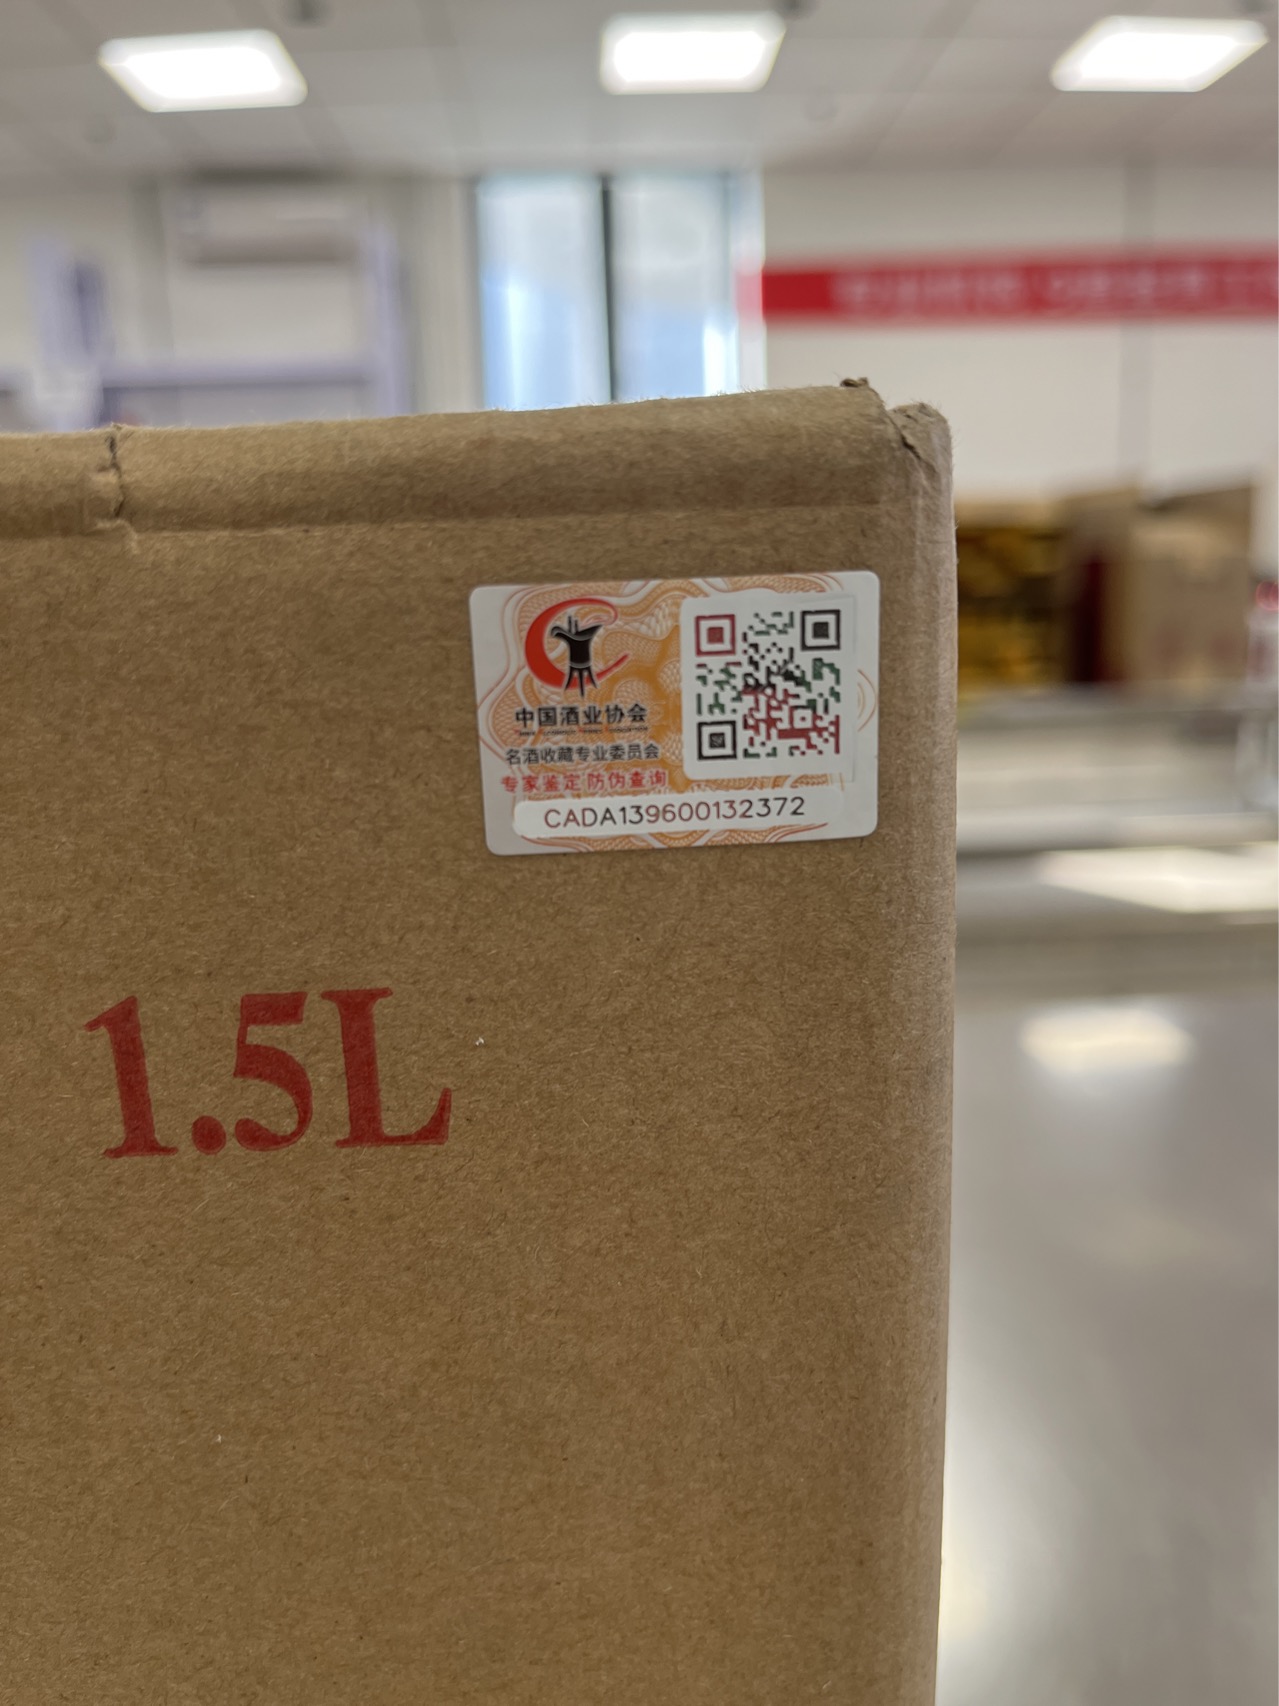 中国酒业协会
名酒收藏专业委员会
专家鉴定 防伪查询
CADA139600132372
1.5L